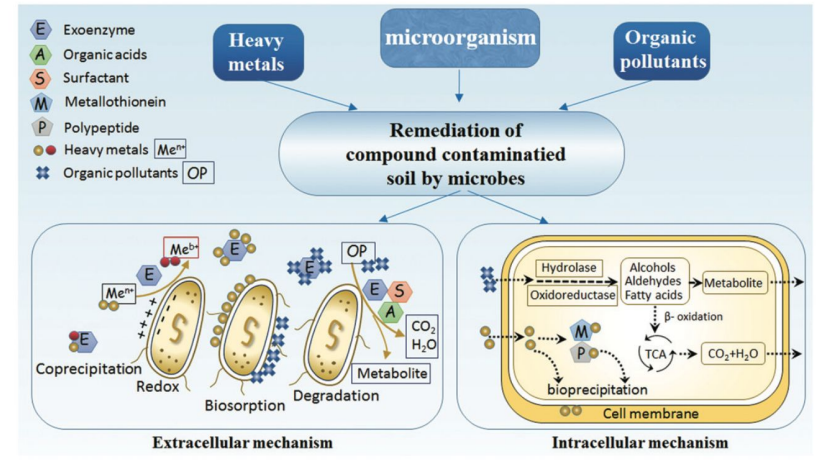 E Exoenzyme
A Organic acids
S Surfactant
M Metallothionein
P Polypeptide
Heavy metals Meⁿ⁺
Organic pollutants OP
Heavy
metals
microorganism
Organic
pollutants
Remediation of
compound contaminatied
soil by microbes
Meᵇ⁺
E
E
Meⁿ⁺
E
Coprecipitation
Redox
+ + + +
- - - -
S
S
Biosorption
E
OP
E S
A
S
CO₂
H₂O
Metabolite
Degradation
Extracellular mechanism
Hydrolase
Oxidoreductase
Alcohols
Aldehydes
Fatty acids
Metabolite
β- oxidation
M
P
TCA
CO₂+H₂O
bioprecipitation
Cell membrane
Intracellular mechanism